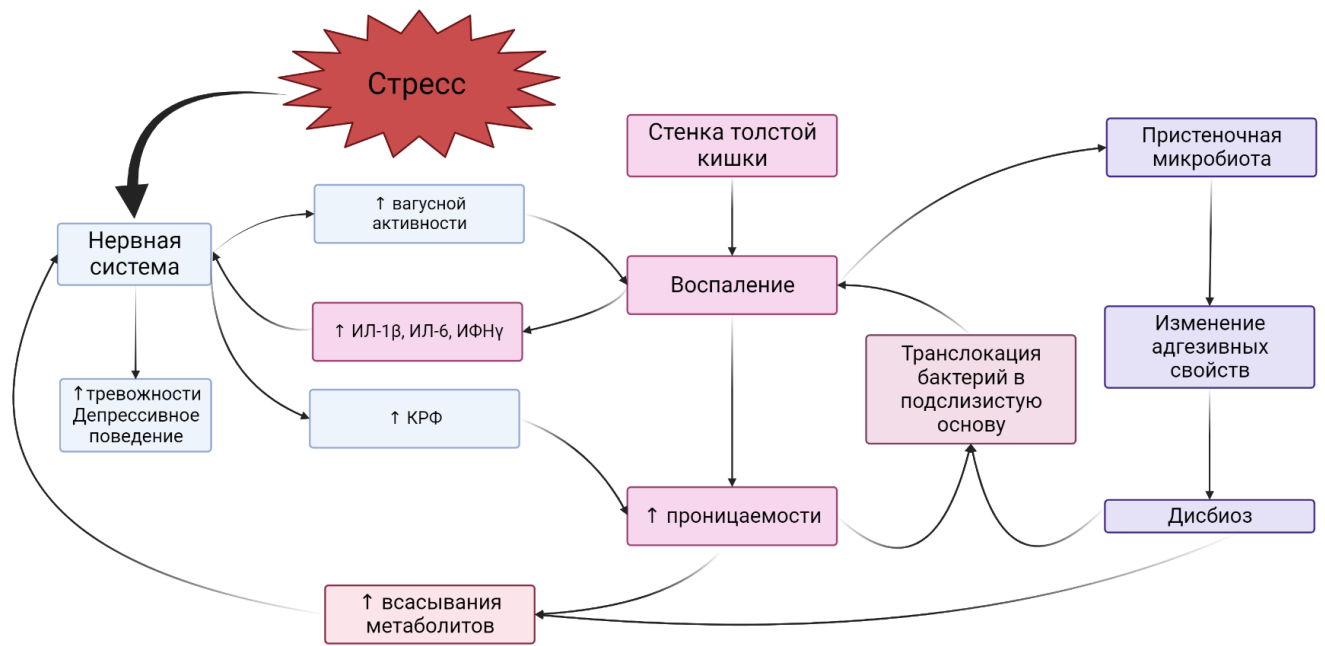 Стресс
Стенка толстой
кишки
Пристеночная
микробиота
↑ вагусной
активности
Нервная
система
Воспаление
↑ ИЛ-1β, ИЛ-6, ИФНγ
Изменение
адгезивных
свойств
Транслокация
бактерий в
подслизистую
основу
↑тревожности
Депрессивное
поведение
↑ КРФ
↑ проницаемости
Дисбиоз
↑ всасывания
метаболитов